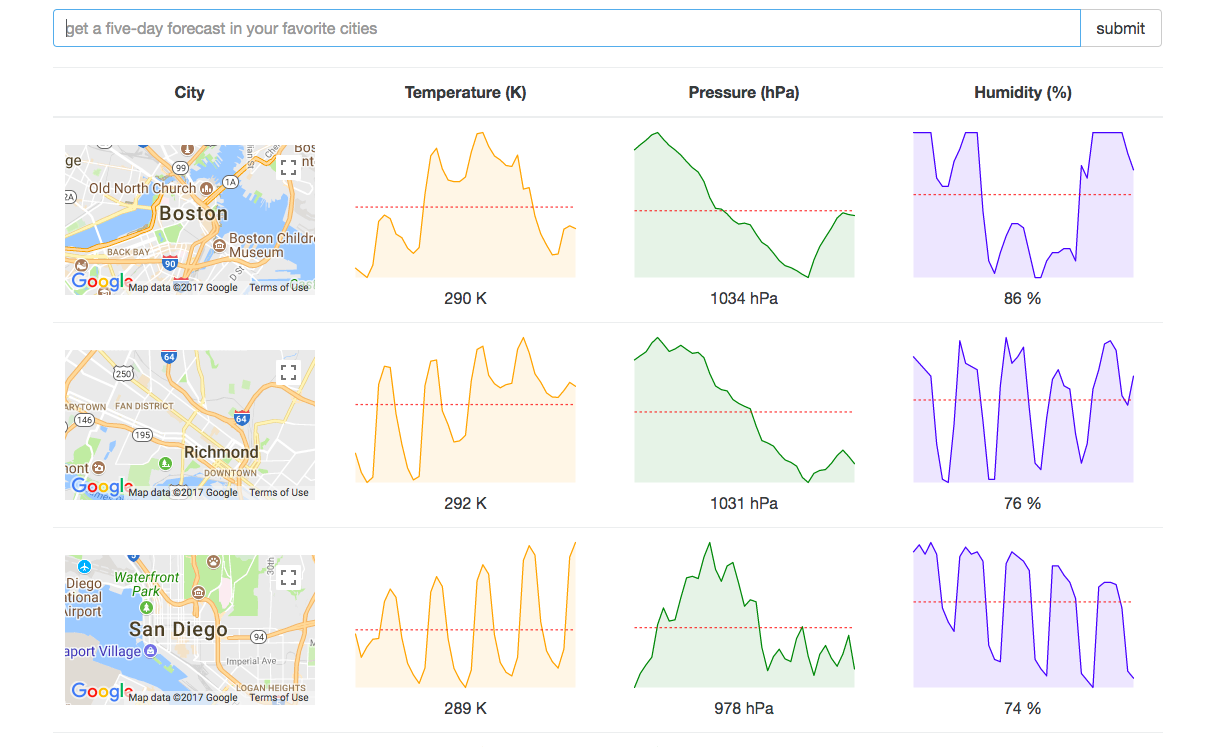 get a five-day forecast in your favorite cities
submit
City Temperature (K) Pressure (hPa) Humidity (%)
99
Old North Church
1A
Boston
Boston Childre
Museum
BACK BAY
90
D St
Google
Map data ©2017 Google Terms of Use
290 K 1034 hPa 86 %
64
250
ARYTOWN FAN DISTRICT
146
64
195
Richmond
mont
DOWNTOWN
Google
Map data ©2017 Google Terms of Use
292 K 1031 hPa 76 %
30th
Diego
Waterfront
Park
ational
Airport
San Diego
94
aport Village
Imperial Ave
LOGAN HEIGHTS
Google
Map data ©2017 Google Terms of Use
289 K 978 hPa 74 %